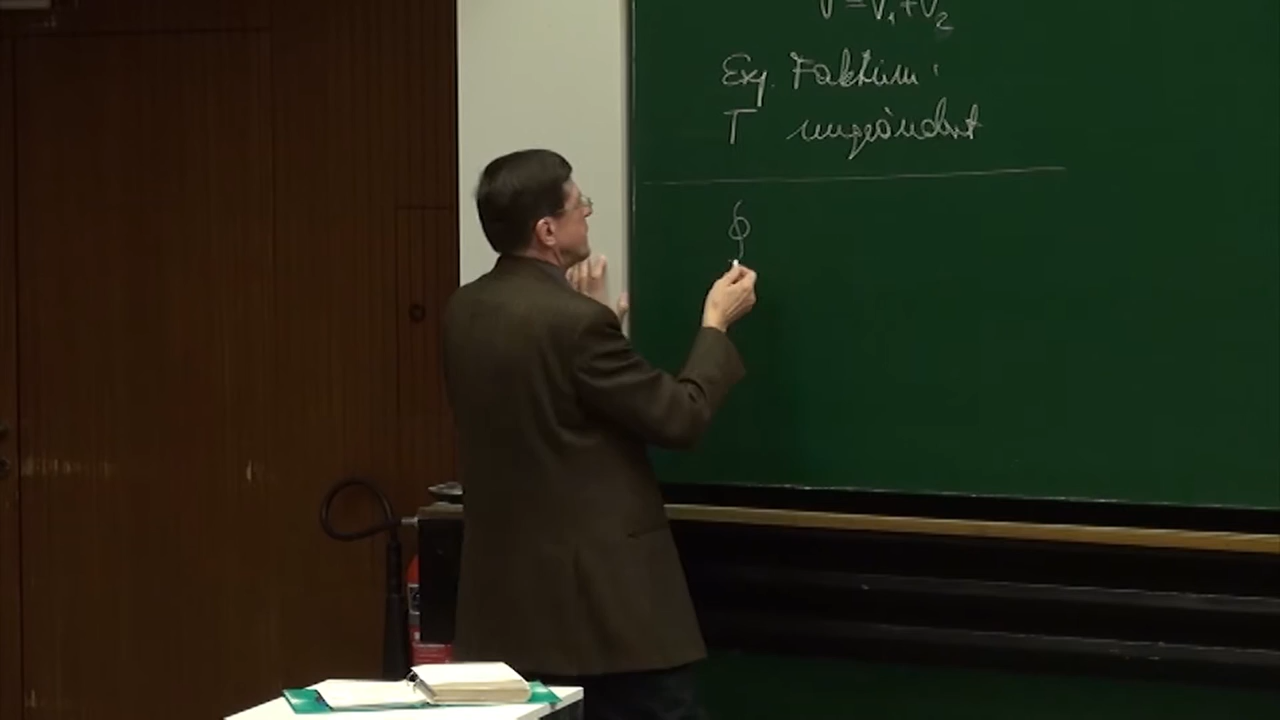 V = V₁ + V₂
Exp. Faktum:
T ungeändert
∮